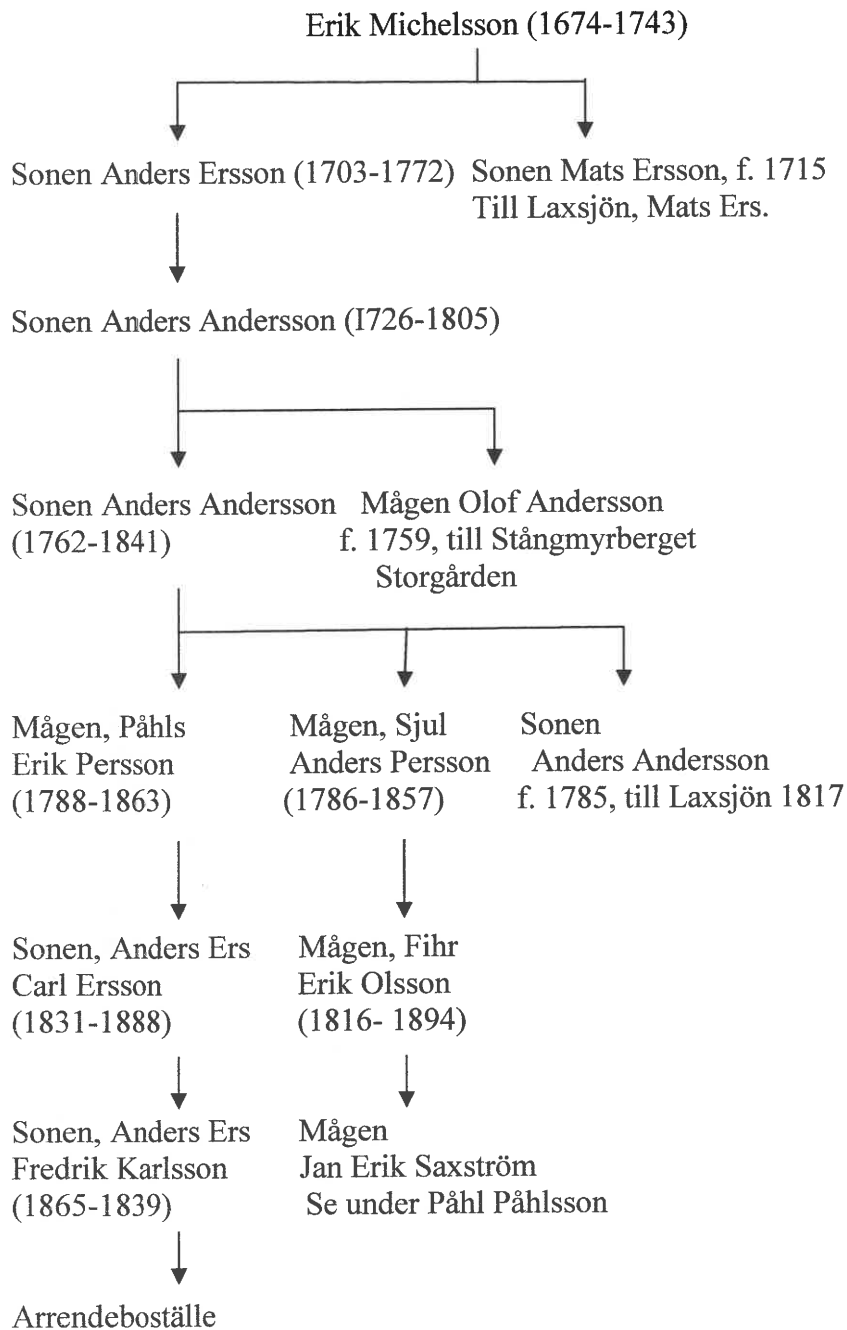 Erik Michelsson (1674-1743)
Sonen Anders Ersson (1703-1772)
Sonen Mats Ersson, f. 1715
Till Laxsjön, Mats Ers.
Sonen Anders Andersson (I726-1805)
Sonen Anders Andersson
(1762-1841)
Mågen Olof Andersson
f. 1759, till Stångmyrberget
Storgården
Mågen, Påhls
Erik Persson
(1788-1863)
Mågen, Sjul
Anders Persson
(1786-1857)
Sonen
Anders Andersson
f. 1785, till Laxsjön 1817
Sonen, Anders Ers
Carl Ersson
(1831-1888)
Mågen, Fihr
Erik Olsson
(1816- 1894)
Sonen, Anders Ers
Fredrik Karlsson
(1865-1839)
Mågen
Jan Erik Saxström
Se under Påhl Påhlsson
Arrendeboställe